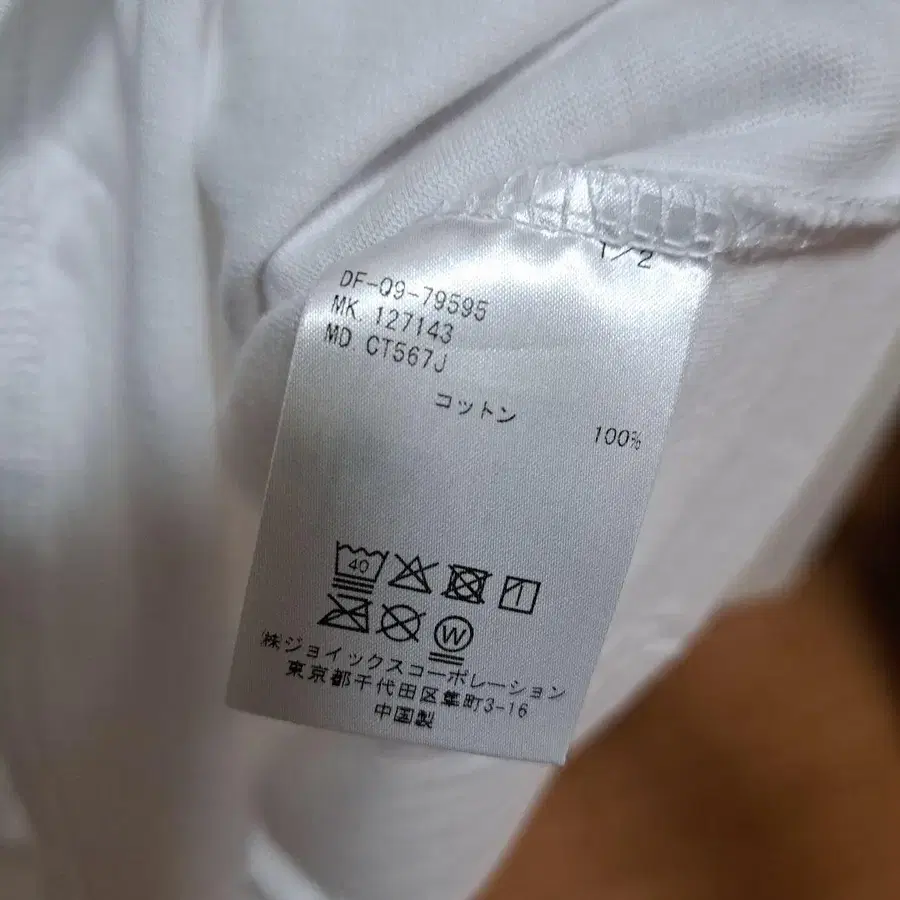 1/2
DF-09-79595
MK. 127143
MD. CT567J
コットン
100%
40
W
㈱ジョイックスコーポレーション
東京都千代田区隼町3-16
中国製